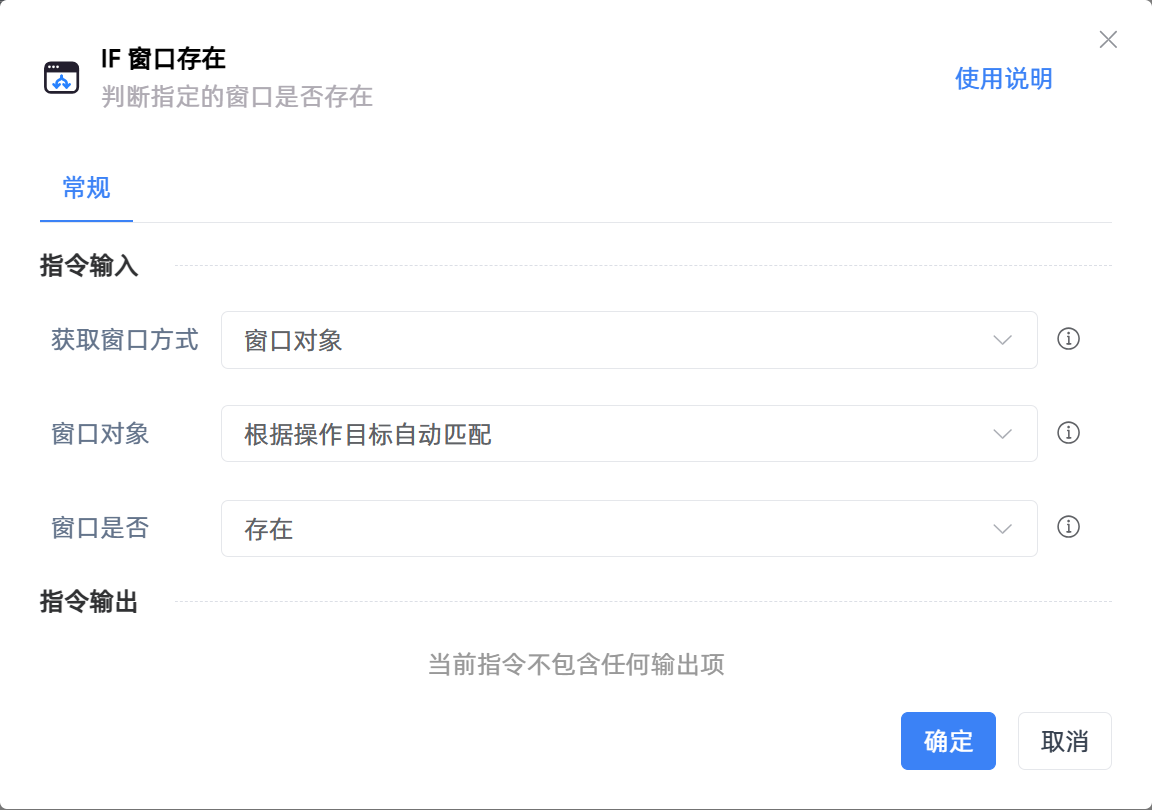 IF 窗口存在
判断指定的窗口是否存在
使用说明
常规
指令输入
获取窗口方式
窗口对象
窗口对象
根据操作目标自动匹配
窗口是否
存在
指令输出
当前指令不包含任何输出项
确定
取消